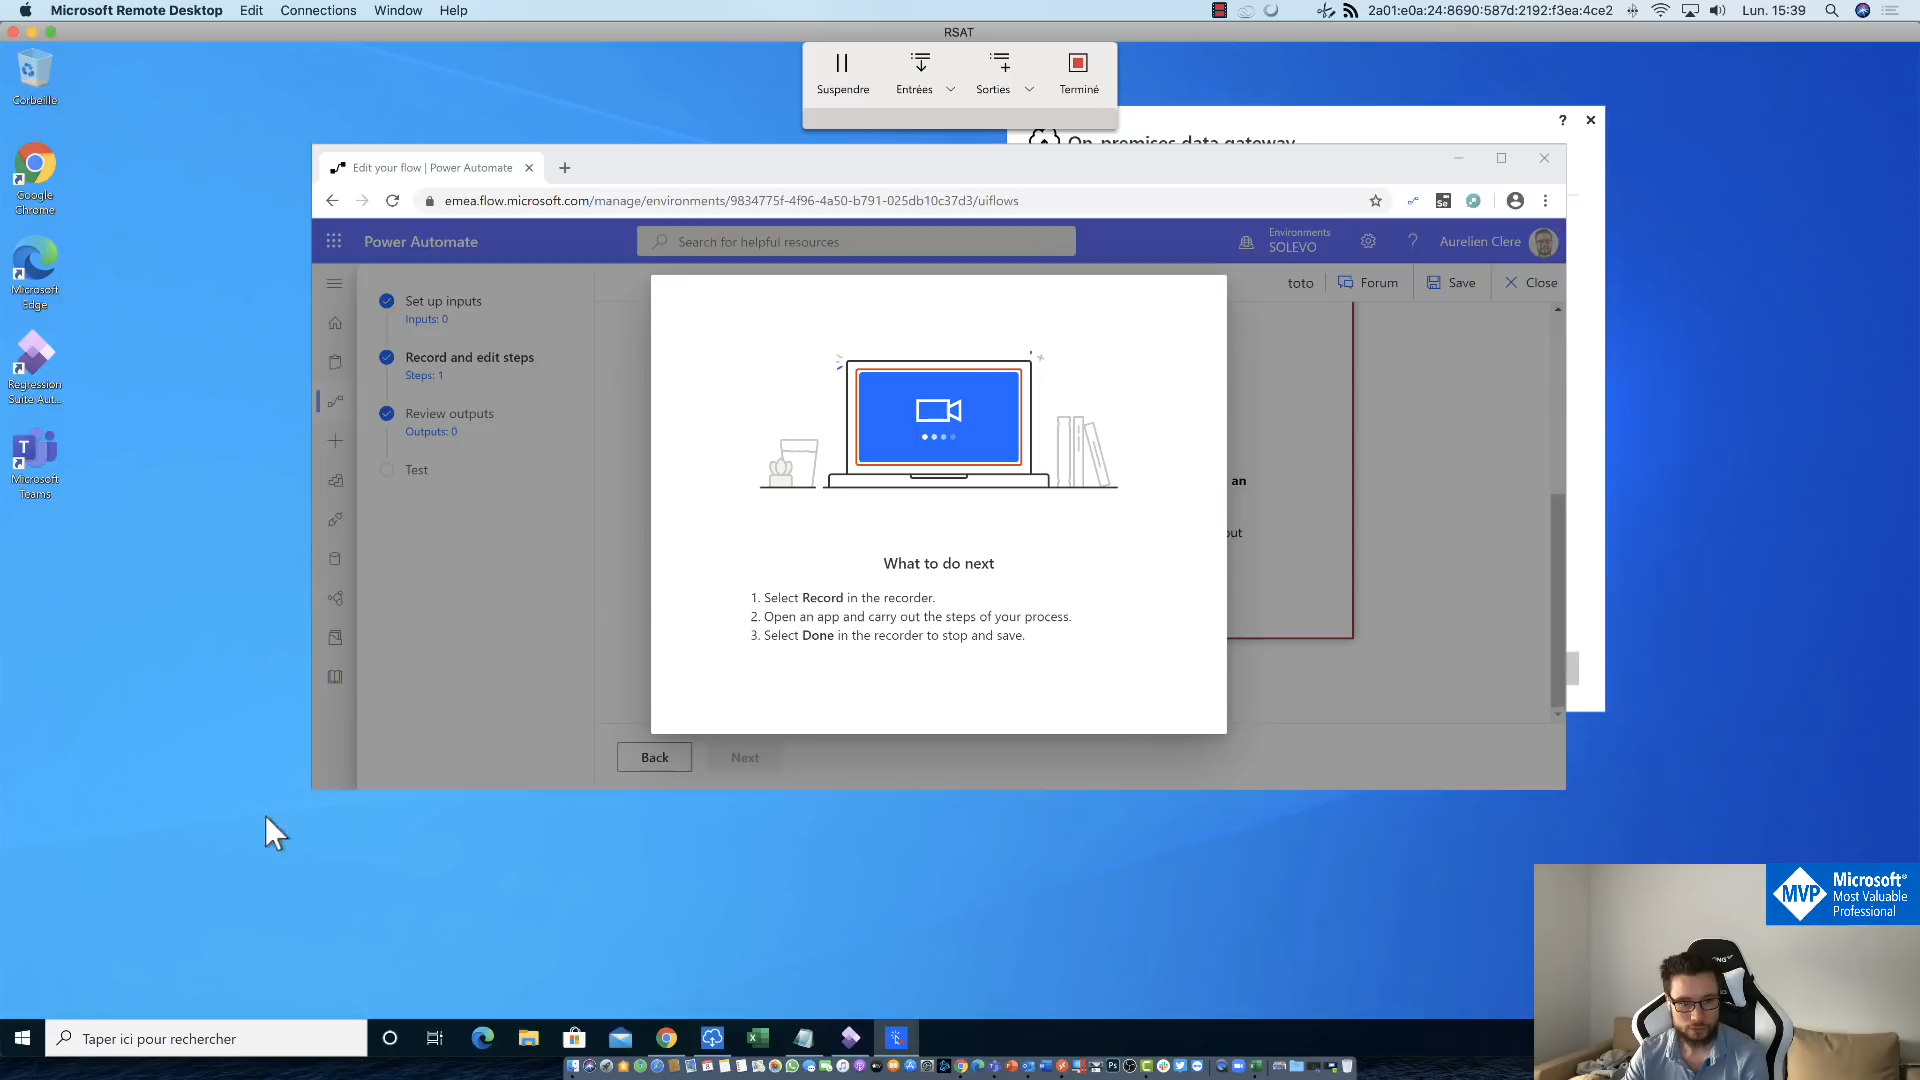 Microsoft Remote Desktop Edit Connections Window Help
2a01:e0a:24:8690:587d:2192:f3ea:4ce2 Lun. 15:39
RSAT
Corbeille
Google Chrome
Microsoft Edge
Regression Suite Aut...
Microsoft Teams
Suspendre Entrées Sorties Terminé
On-premises data gateway
? ×
Edit your flow | Power Automate
emea.flow.microsoft.com/manage/environments/9834775f-4f96-4a50-b791-025db10c37d3/uiflows
Power Automate
Search for helpful resources
Environments
SOLEVO
Aurelien Clere
toto Forum Save Close
Set up inputs
Inputs: 0
Record and edit steps
Steps: 1
Review outputs
Outputs: 0
Test
an
out
What to do next
1. Select Record in the recorder.
2. Open an app and carry out the steps of your process.
3. Select Done in the recorder to stop and save.
Back Next
MVP
Microsoft®
Most Valuable
Professional
Taper ici pour rechercher